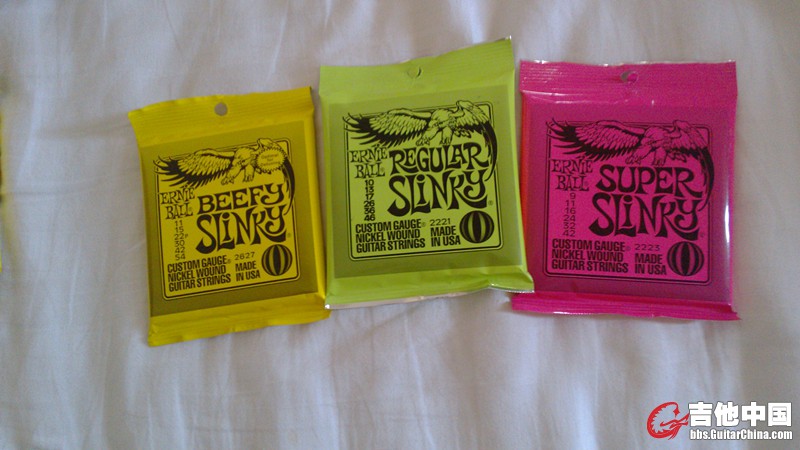 ERNIE
BALL
BEEFY
SLINKY
11
15
22P
30
42
54
CUSTOM GAUGE®
NICKEL WOUND
GUITAR STRINGS
2627
MADE
IN USA
ERNIE
BALL
REGULAR
SLINKY
10
13
17
26
36
46
CUSTOM GAUGE®
NICKEL WOUND
GUITAR STRINGS
2221
MADE
IN USA
ERNIE
BALL
SUPER
SLINKY
9
11
16
24
32
42
CUSTOM GAUGE®
NICKEL WOUND
GUITAR STRINGS
2223
MADE
IN USA
吉他中国
bbs.GuitarChina.com